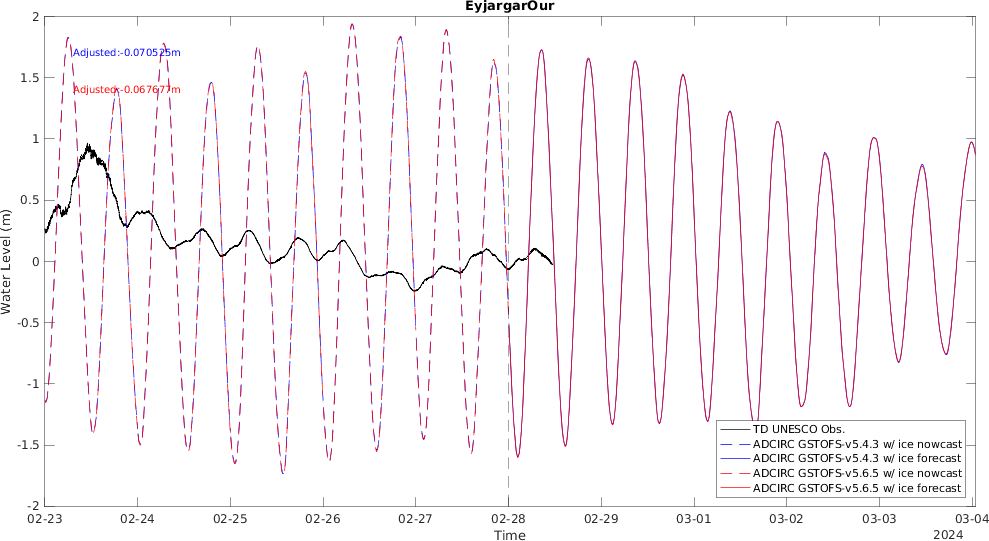 EyjargarOur
Adjusted:-0.070525m
Adjusted:-0.067677m
Water Level (m)
2
1.5
1
0.5
0
-0.5
-1
-1.5
-2
TD UNESCO Obs.
ADCIRC GSTOFS-v5.4.3 w/ ice nowcast
ADCIRC GSTOFS-v5.4.3 w/ ice forecast
ADCIRC GSTOFS-v5.6.5 w/ ice nowcast
ADCIRC GSTOFS-v5.6.5 w/ ice forecast
02-23 02-24 02-25 02-26 02-27 02-28 02-29 03-01 03-02 03-03 03-04
Time
2024